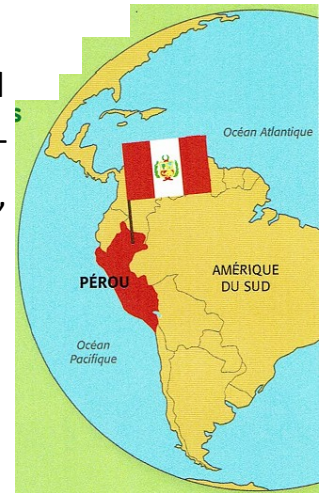 s
Océan Atlantique
PÉROU
AMÉRIQUE
DU SUD
Océan
Pacifique